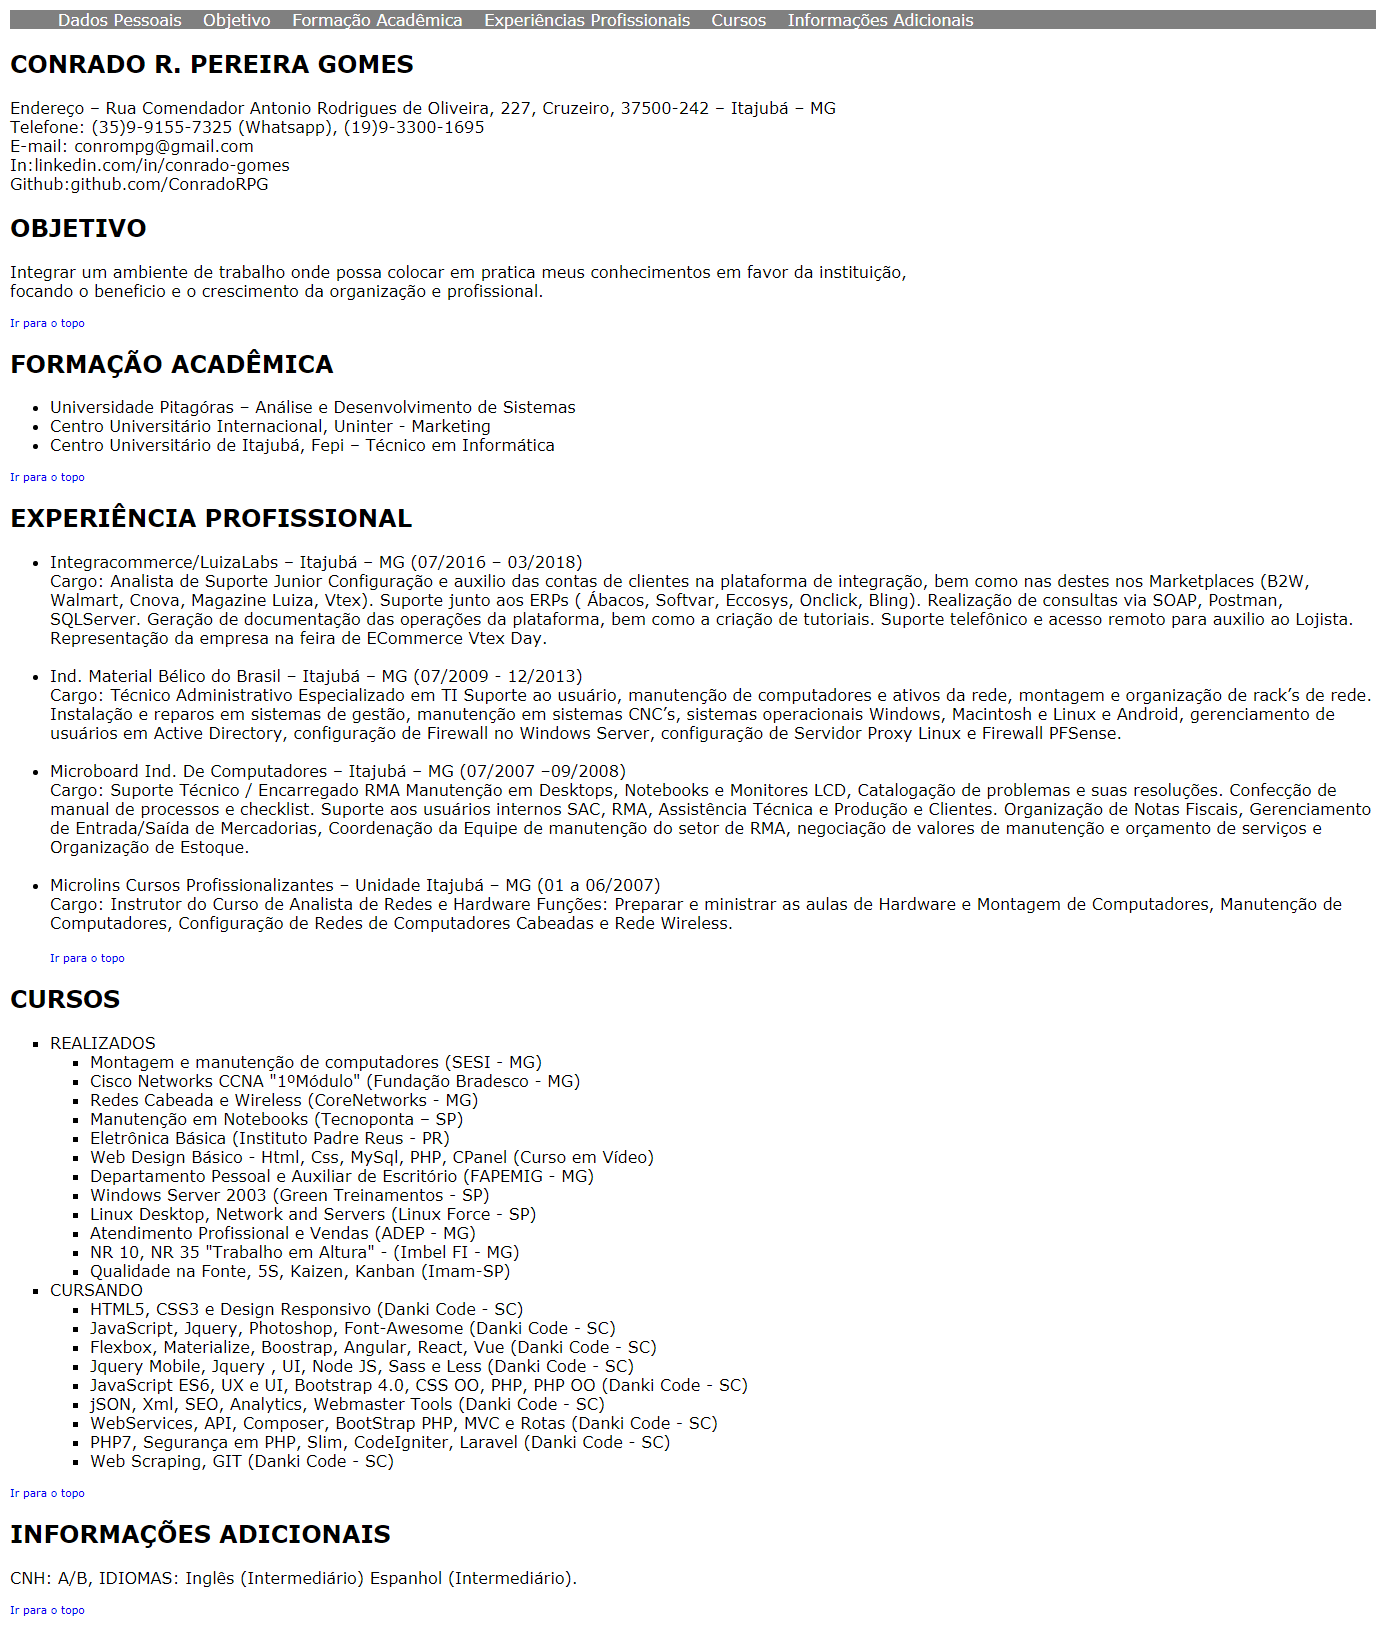 Dados Pessoais Objetivo Formação Acadêmica Experiências Profissionais Cursos Informações Adicionais
CONRADO R. PEREIRA GOMES
Endereço – Rua Comendador Antonio Rodrigues de Oliveira, 227, Cruzeiro, 37500-242 – Itajubá – MG
Telefone: (35)9-9155-7325 (Whatsapp), (19)9-3300-1695
E-mail: conrompg@gmail.com
In:linkedin.com/in/conrado-gomes
Github:github.com/ConradoRPG
OBJETIVO
Integrar um ambiente de trabalho onde possa colocar em pratica meus conhecimentos em favor da instituição,
focando o beneficio e o crescimento da organização e profissional.
Ir para o topo
FORMAÇÃO ACADÊMICA
• Universidade Pitagóras – Análise e Desenvolvimento de Sistemas
• Centro Universitário Internacional, Uninter - Marketing
• Centro Universitário de Itajubá, Fepi – Técnico em Informática
Ir para o topo
EXPERIÊNCIA PROFISSIONAL
• Integracommerce/LuizaLabs – Itajubá – MG (07/2016 – 03/2018)
Cargo: Analista de Suporte Junior Configuração e auxilio das contas de clientes na plataforma de integração, bem como nas destes nos Marketplaces (B2W,
Walmart, Cnova, Magazine Luiza, Vtex). Suporte junto aos ERPs ( Ábacos, Softvar, Eccosys, Onclick, Bling). Realização de consultas via SOAP, Postman,
SQLServer. Geração de documentação das operações da plataforma, bem como a criação de tutoriais. Suporte telefônico e acesso remoto para auxilio ao Lojista.
Representação da empresa na feira de ECommerce Vtex Day.
• Ind. Material Bélico do Brasil – Itajubá – MG (07/2009 - 12/2013)
Cargo: Técnico Administrativo Especializado em TI Suporte ao usuário, manutenção de computadores e ativos da rede, montagem e organização de rack’s de rede.
Instalação e reparos em sistemas de gestão, manutenção em sistemas CNC’s, sistemas operacionais Windows, Macintosh e Linux e Android, gerenciamento de
usuários em Active Directory, configuração de Firewall no Windows Server, configuração de Servidor Proxy Linux e Firewall PFSense.
• Microboard Ind. De Computadores – Itajubá – MG (07/2007 –09/2008)
Cargo: Suporte Técnico / Encarregado RMA Manutenção em Desktops, Notebooks e Monitores LCD, Catalogação de problemas e suas resoluções. Confecção de
manual de processos e checklist. Suporte aos usuários internos SAC, RMA, Assistência Técnica e Produção e Clientes. Organização de Notas Fiscais, Gerenciamento
de Entrada/Saída de Mercadorias, Coordenação da Equipe de manutenção do setor de RMA, negociação de valores de manutenção e orçamento de serviços e
Organização de Estoque.
• Microlins Cursos Profissionalizantes – Unidade Itajubá – MG (01 a 06/2007)
Cargo: Instrutor do Curso de Analista de Redes e Hardware Funções: Preparar e ministrar as aulas de Hardware e Montagem de Computadores, Manutenção de
Computadores, Configuração de Redes de Computadores Cabeadas e Rede Wireless.
Ir para o topo
CURSOS
▪ REALIZADOS
▪ Montagem e manutenção de computadores (SESI - MG)
▪ Cisco Networks CCNA "1ºMódulo" (Fundação Bradesco - MG)
▪ Redes Cabeada e Wireless (CoreNetworks - MG)
▪ Manutenção em Notebooks (Tecnoponta – SP)
▪ Eletrônica Básica (Instituto Padre Reus - PR)
▪ Web Design Básico - Html, Css, MySql, PHP, CPanel (Curso em Vídeo)
▪ Departamento Pessoal e Auxiliar de Escritório (FAPEMIG - MG)
▪ Windows Server 2003 (Green Treinamentos - SP)
▪ Linux Desktop, Network and Servers (Linux Force - SP)
▪ Atendimento Profissional e Vendas (ADEP - MG)
▪ NR 10, NR 35 "Trabalho em Altura" - (Imbel FI - MG)
▪ Qualidade na Fonte, 5S, Kaizen, Kanban (Imam-SP)
▪ CURSANDO
▪ HTML5, CSS3 e Design Responsivo (Danki Code - SC)
▪ JavaScript, Jquery, Photoshop, Font-Awesome (Danki Code - SC)
▪ Flexbox, Materialize, Boostrap, Angular, React, Vue (Danki Code - SC)
▪ Jquery Mobile, Jquery , UI, Node JS, Sass e Less (Danki Code - SC)
▪ JavaScript ES6, UX e UI, Bootstrap 4.0, CSS OO, PHP, PHP OO (Danki Code - SC)
▪ jSON, Xml, SEO, Analytics, Webmaster Tools (Danki Code - SC)
▪ WebServices, API, Composer, BootStrap PHP, MVC e Rotas (Danki Code - SC)
▪ PHP7, Segurança em PHP, Slim, CodeIgniter, Laravel (Danki Code - SC)
▪ Web Scraping, GIT (Danki Code - SC)
Ir para o topo
INFORMAÇÕES ADICIONAIS
CNH: A/B, IDIOMAS: Inglês (Intermediário) Espanhol (Intermediário).
Ir para o topo